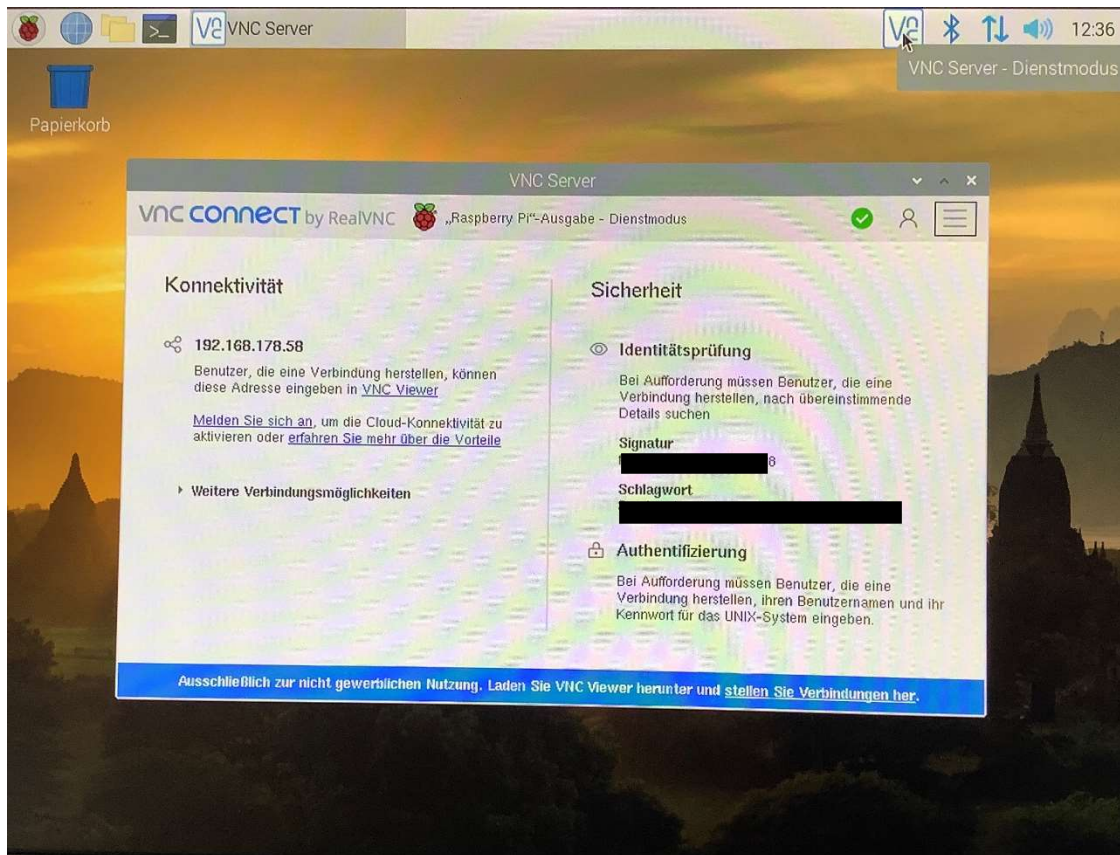 VNC Server
12:36
VNC Server - Dienstmodus
Papierkorb
VNC Server
vnc connect by RealVNC „Raspberry Pi“-Ausgabe - Dienstmodus
Konnektivität
192.168.178.58
Benutzer, die eine Verbindung herstellen, können
diese Adresse eingeben in VNC Viewer
Melden Sie sich an, um die Cloud-Konnektivität zu
aktivieren oder erfahren Sie mehr über die Vorteile
Weitere Verbindungsmöglichkeiten
Sicherheit
Identitätsprüfung
Bei Aufforderung müssen Benutzer, die eine
Verbindung herstellen, nach übereinstimmende
Details suchen
Signatur
8
Schlagwort
Authentifizierung
Bei Aufforderung müssen Benutzer, die eine
Verbindung herstellen, ihren Benutzernamen und ihr
Kennwort für das UNIX-System eingeben.
Ausschließlich zur nicht gewerblichen Nutzung. Laden Sie VNC Viewer herunter und stellen Sie Verbindungen her.